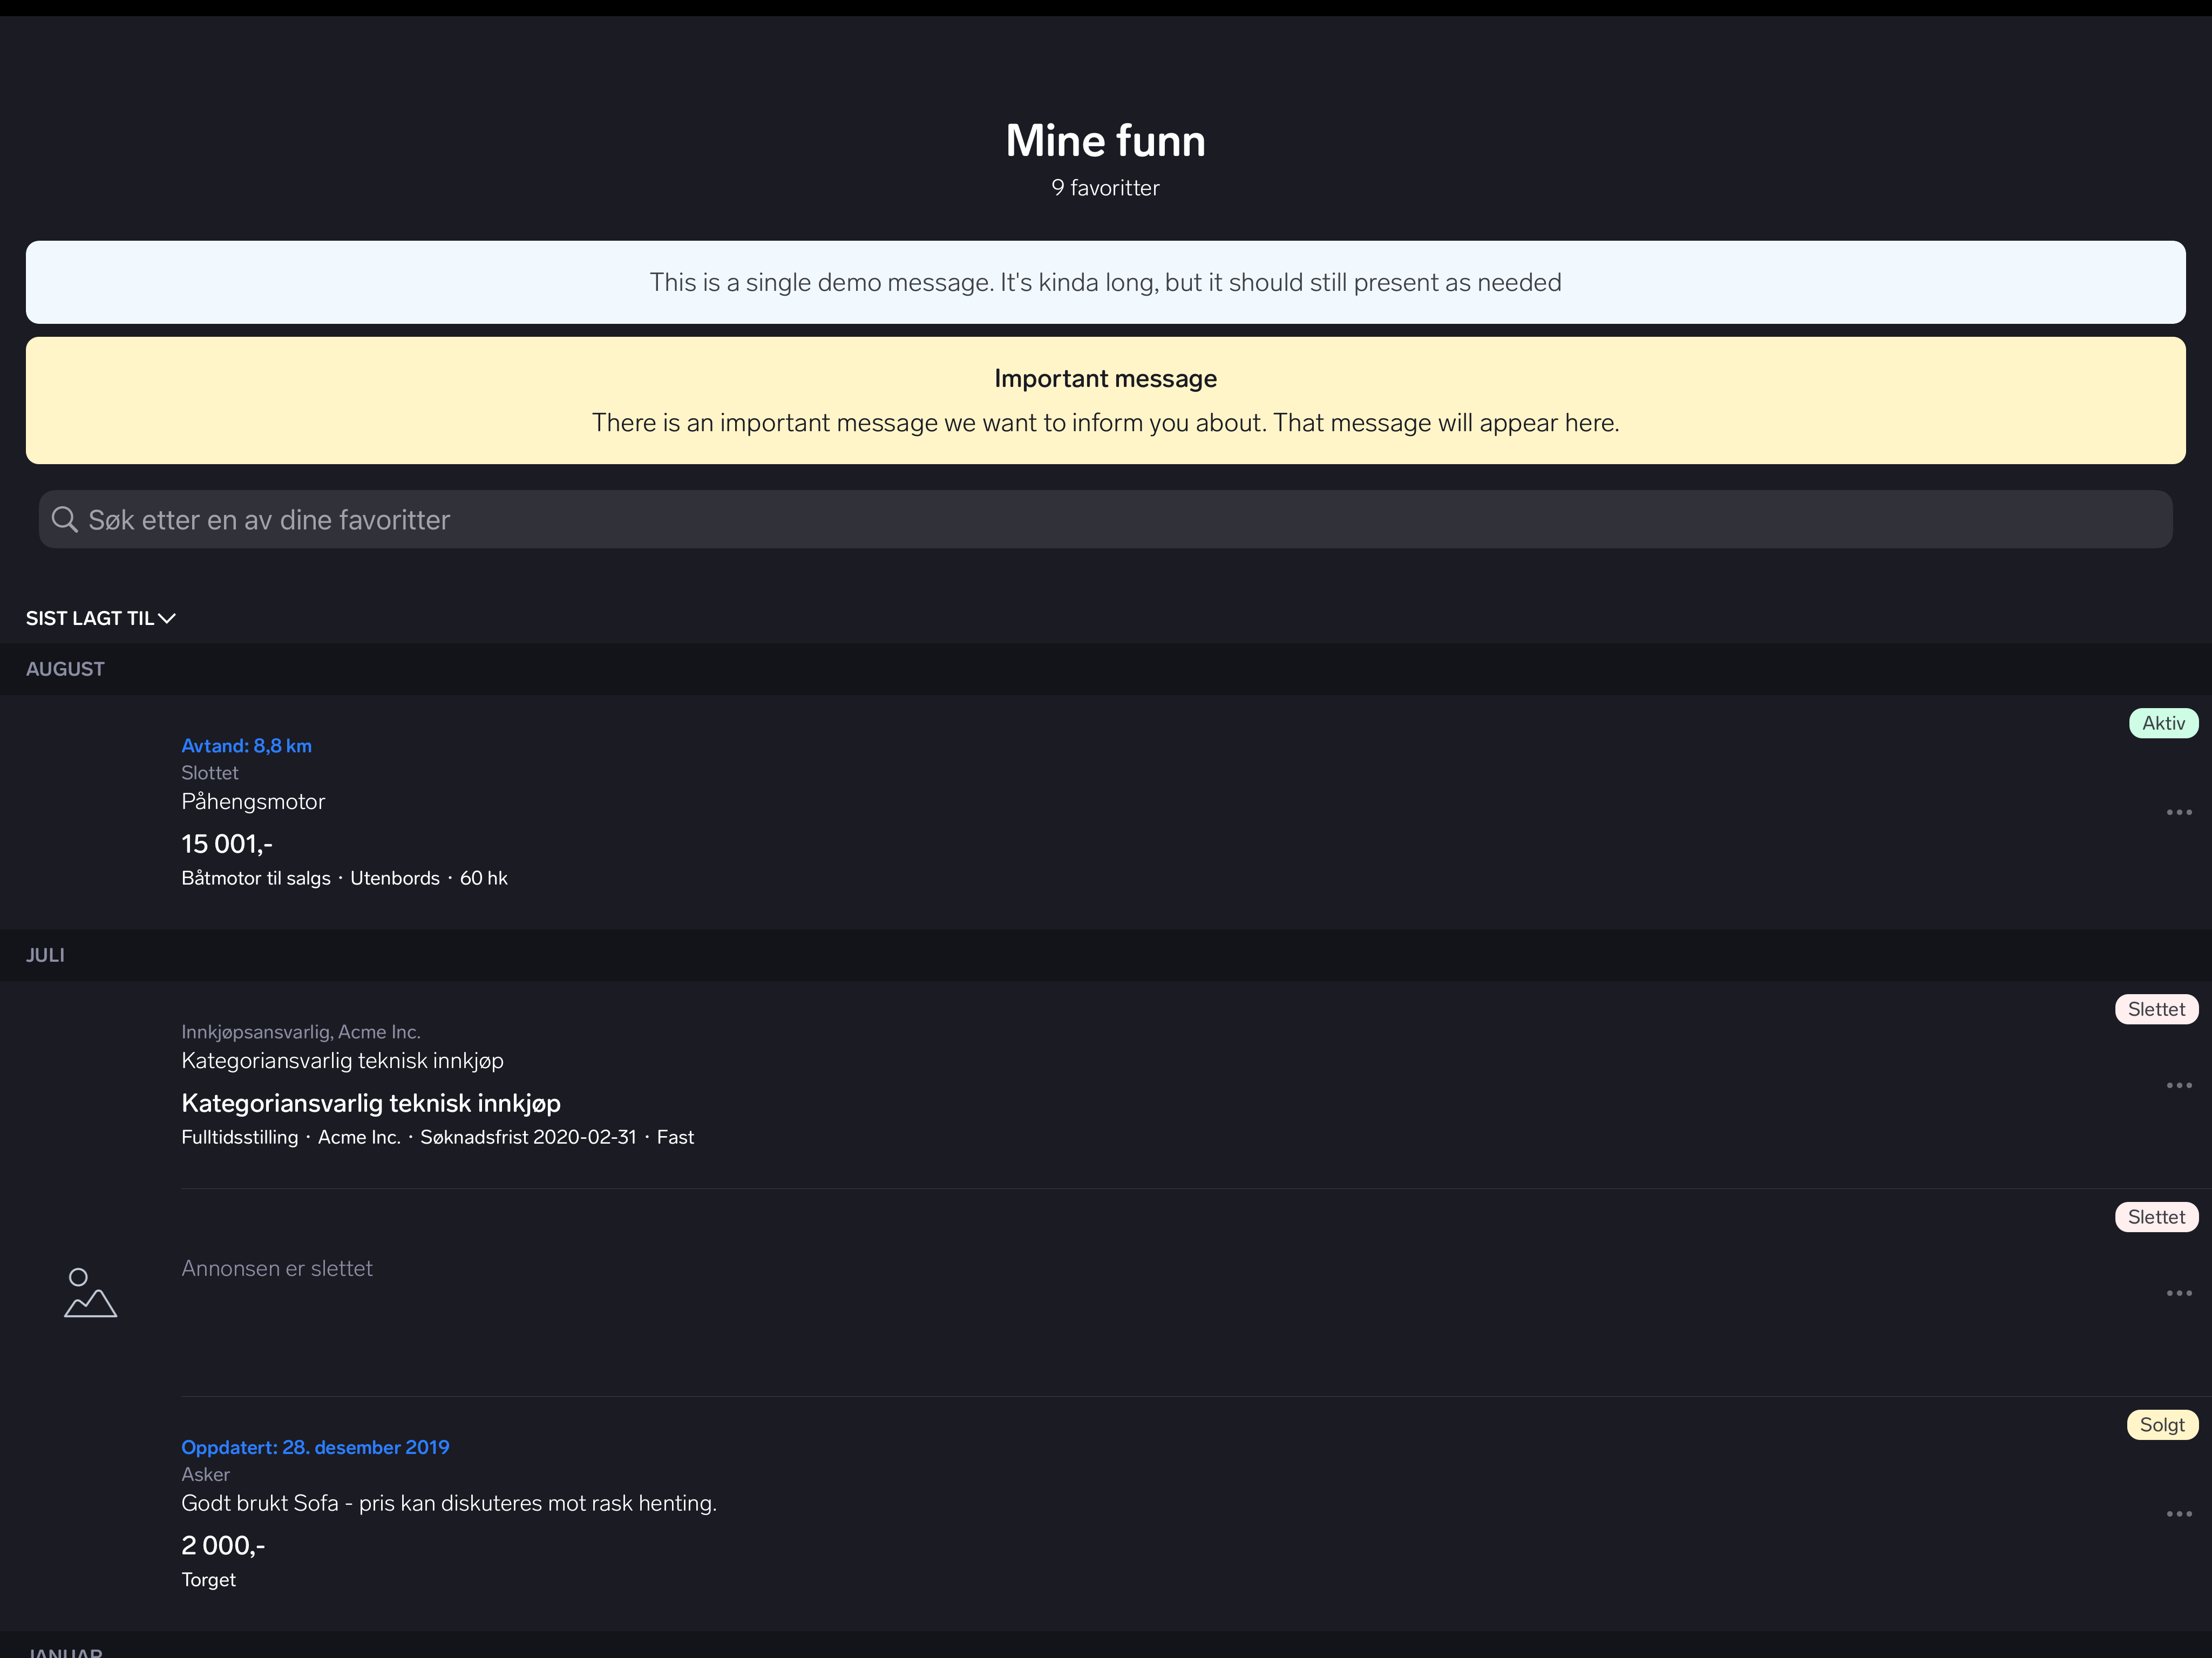 Mine funn
9 favoritter
This is a single demo message. It's kinda long, but it should still present as needed
Important message
There is an important message we want to inform you about. That message will appear here.
Søk etter en av dine favoritter
SIST LAGT TIL
AUGUST
Aktiv
Avtand: 8,8 km
Slottet
Påhengsmotor
15 001,-
Båtmotor til salgs · Utenbords · 60 hk
JULI
Slettet
Innkjøpsansvarlig, Acme Inc.
Kategoriansvarlig teknisk innkjøp
Kategoriansvarlig teknisk innkjøp
Fulltidsstilling · Acme Inc. · Søknadsfrist 2020-02-31 · Fast
Slettet
Annonsen er slettet
Solgt
Oppdatert: 28. desember 2019
Asker
Godt brukt Sofa - pris kan diskuteres mot rask henting.
2 000,-
Torget
JANUAR